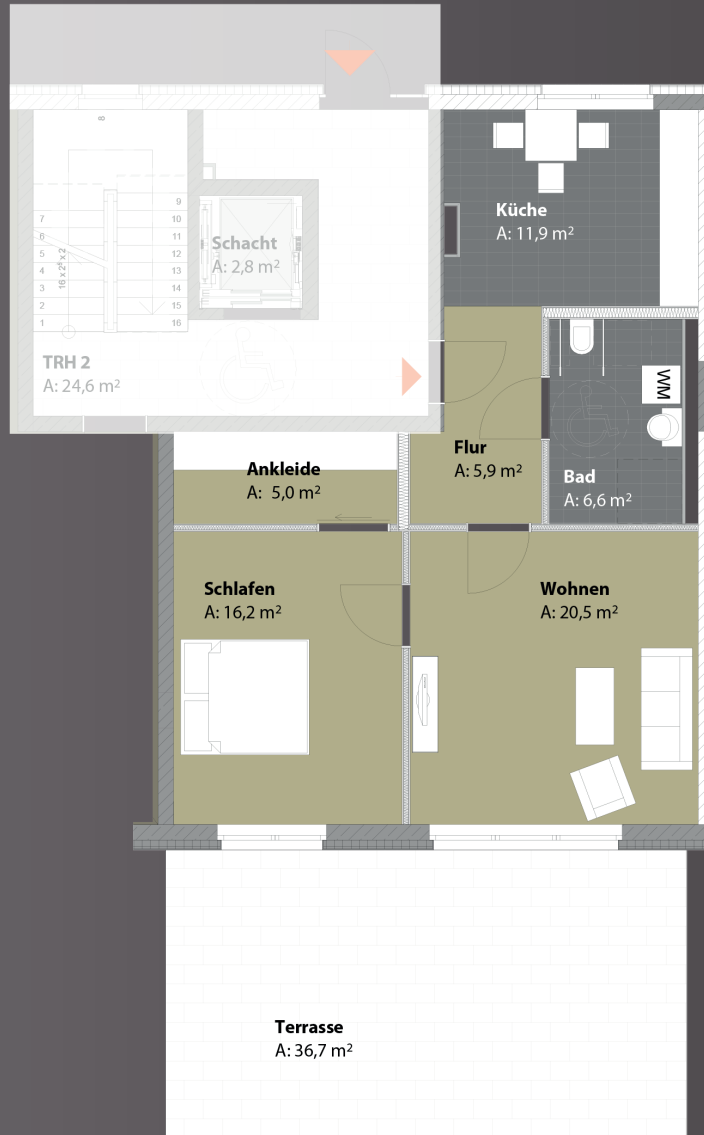 8
7
6
5
4
3
2
1
16 x 2⁸ x 2
9
10
11
12
13
14
15
16
Schacht
A: 2,8 m²
TRH 2
A: 24,6 m²
Küche
A: 11,9 m²
WM
Flur
A: 5,9 m²
Bad
A: 6,6 m²
Ankleide
A: 5,0 m²
Schlafen
A: 16,2 m²
Wohnen
A: 20,5 m²
Terrasse
A: 36,7 m²